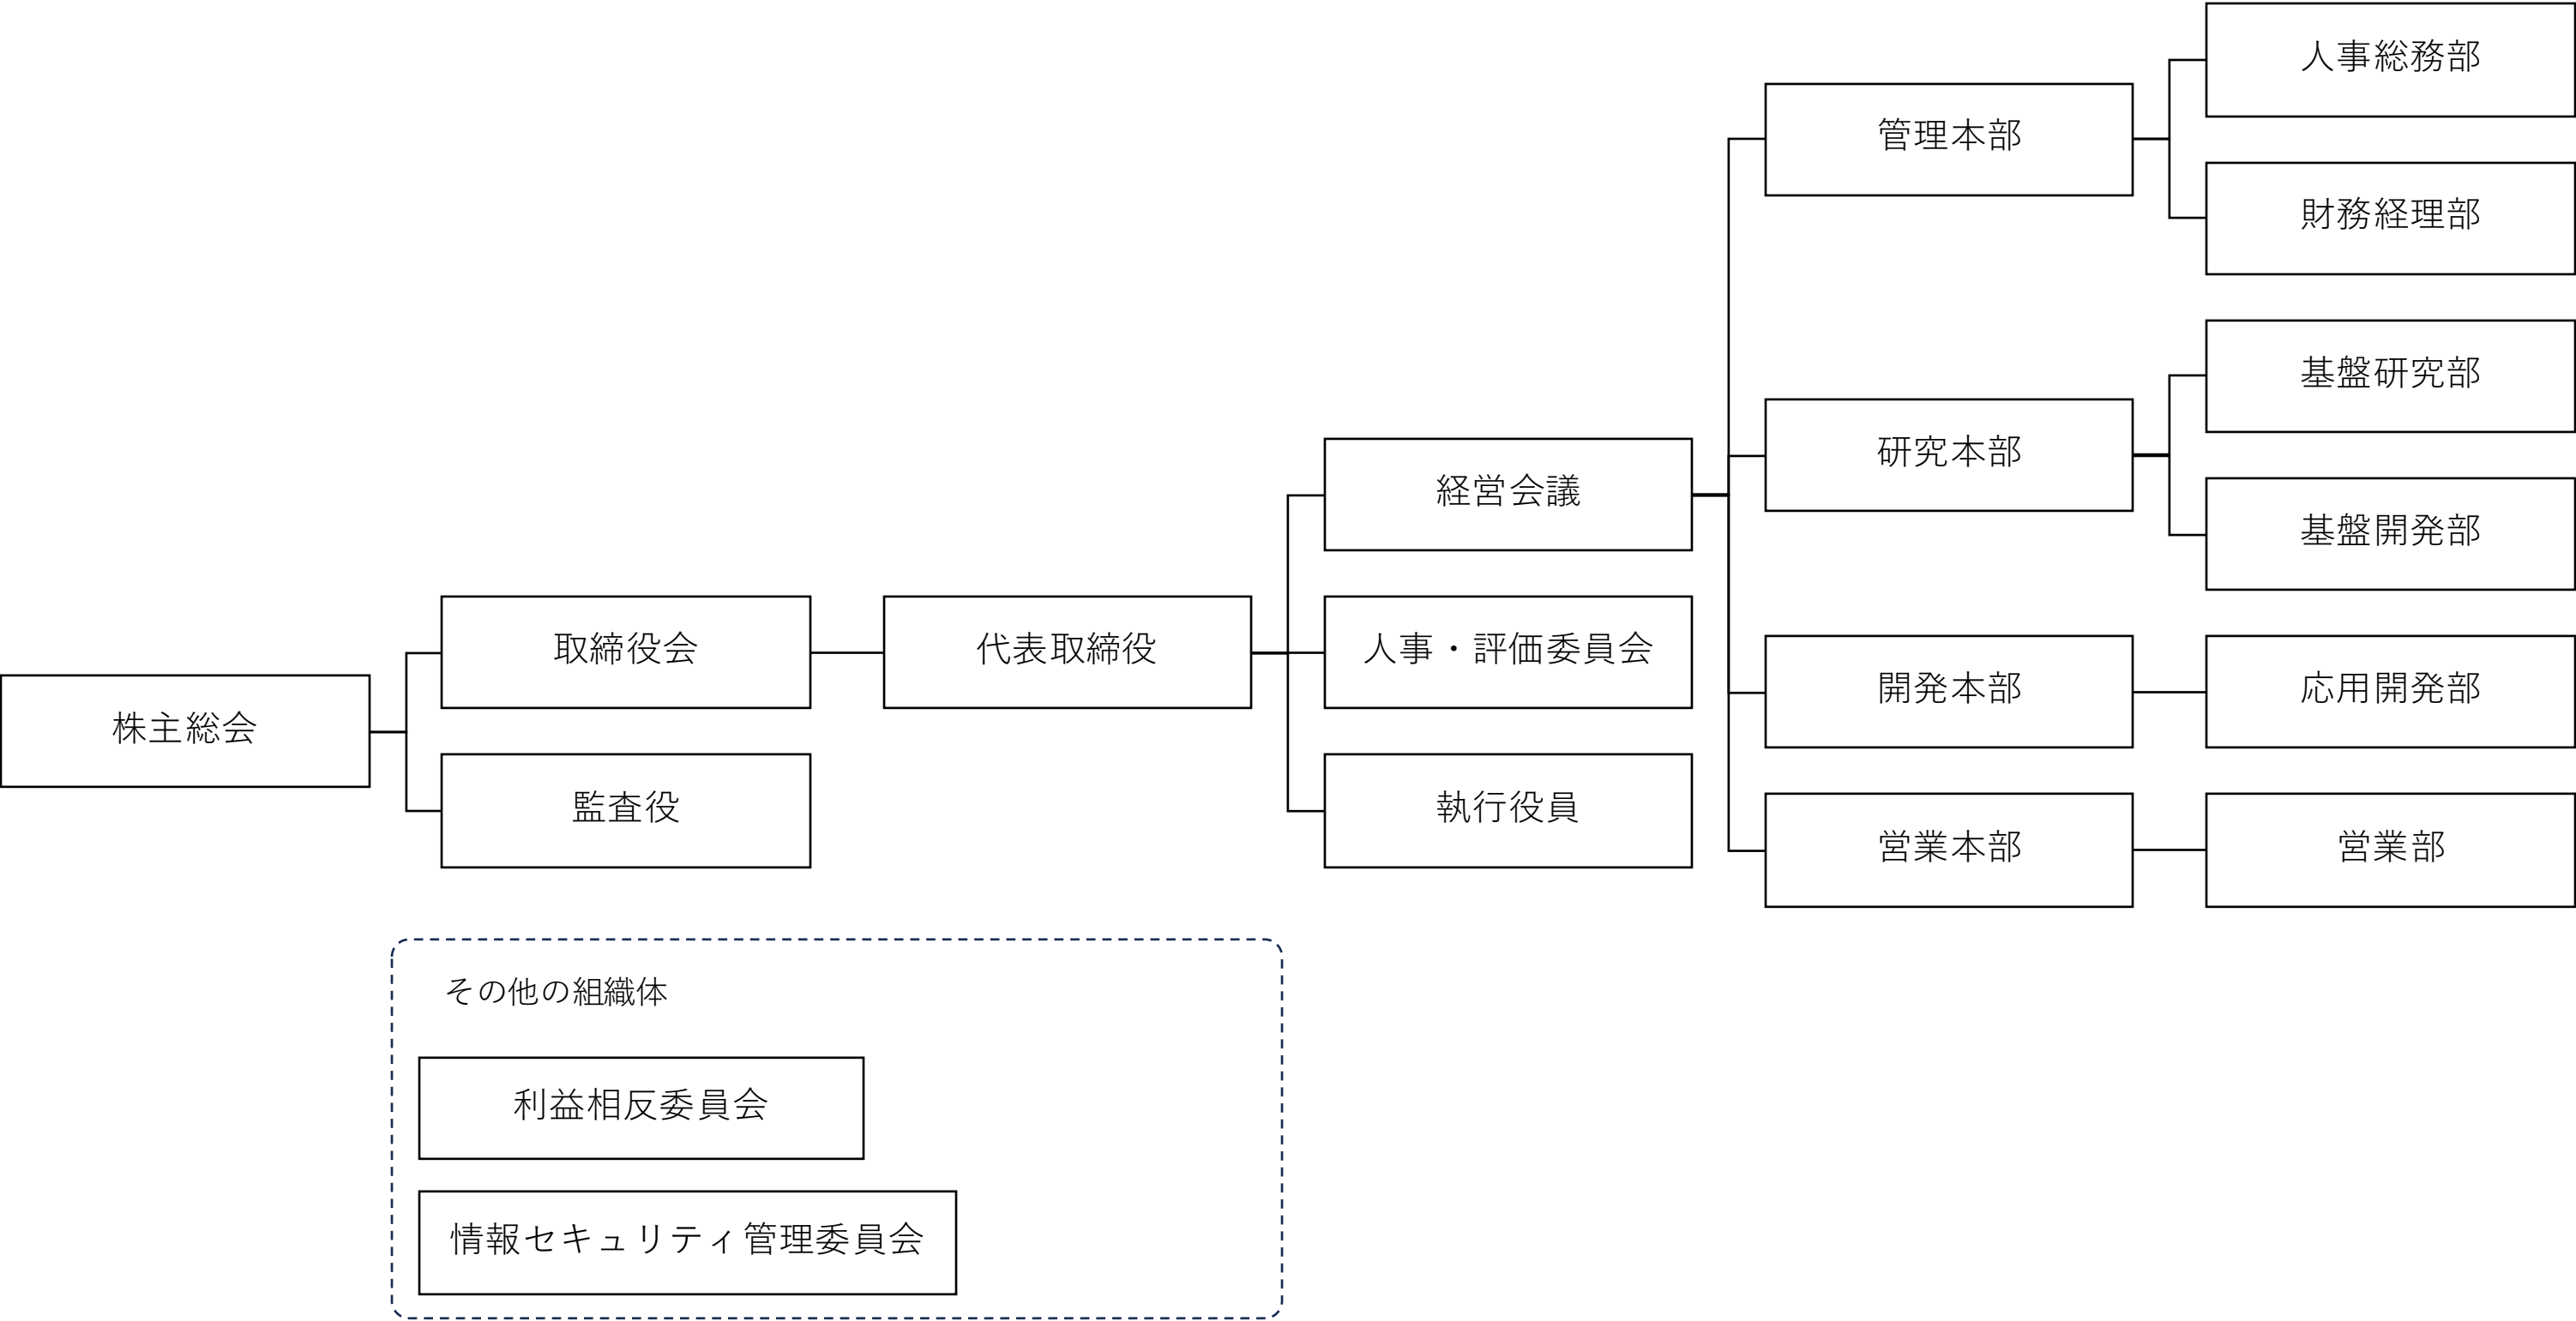 株主総会
取締役会
監査役
代表取締役
経営会議
人事・評価委員会
執行役員
管理本部
人事総務部
財務経理部
研究本部
基盤研究部
基盤開発部
開発本部
応用開発部
営業本部
営業部
その他の組織体
利益相反委員会
情報セキュリティ管理委員会